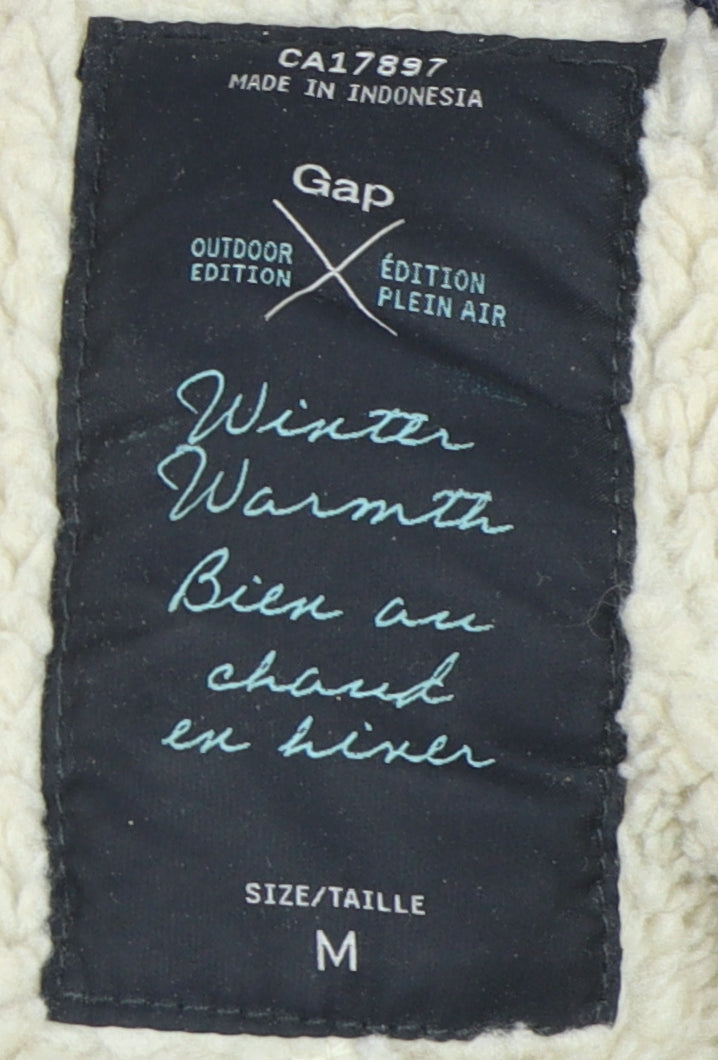 CA17897
MADE IN INDONESIA
Gap
OUTDOOR
EDITION
ÉDITION
PLEIN AIR
Winter
Warmth
Bien au
chaud
en hiver
SIZE/TAILLE
M